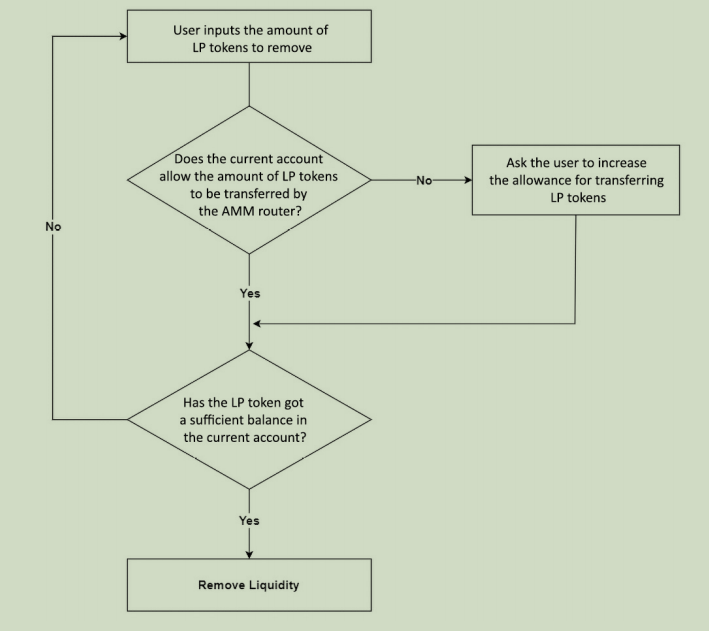 User inputs the amount of
LP tokens to remove
Does the current account
allow the amount of LP tokens
to be transferred by
the AMM router?
No
Ask the user to increase
the allowance for transferring
LP tokens
No
Yes
Has the LP token got
a sufficient balance in
the current account?
Yes
Remove Liquidity